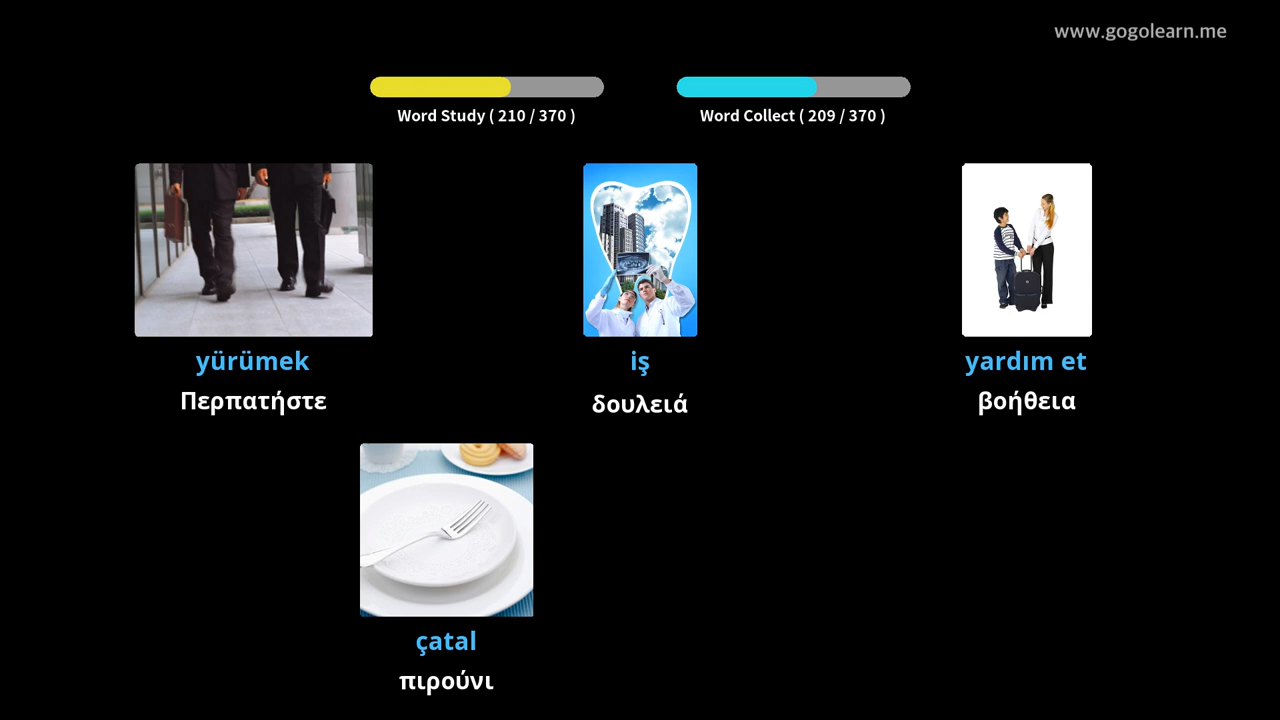 www.gogolearn.me
Word Study ( 210 / 370 )
Word Collect ( 209 / 370 )
yürümek
Περπατήστε
iş
δουλειά
yardım et
βοήθεια
çatal
πιρούνι